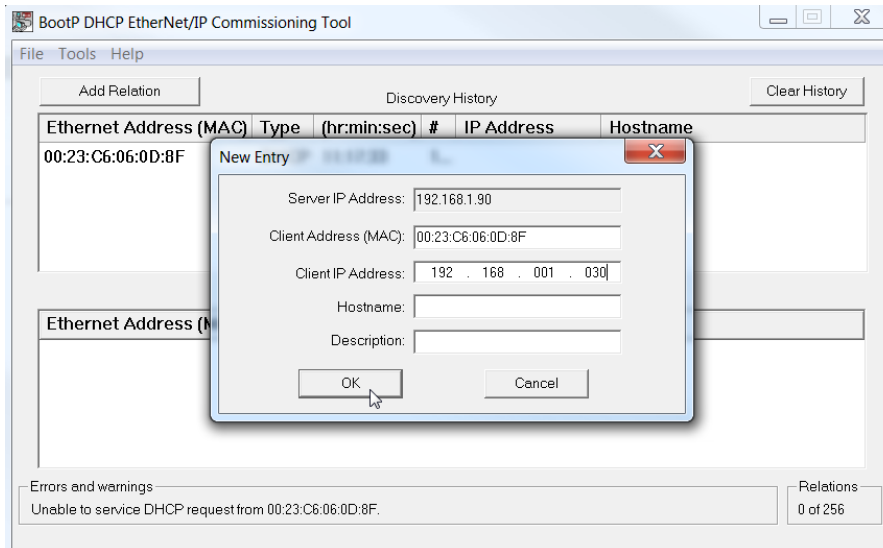 BootP DHCP EtherNet/IP Commissioning Tool
File Tools Help
Add Relation
Discovery History
Clear History
Ethernet Address (MAC) Type (hr:min:sec) # IP Address Hostname
00:23:C6:06:0D:8F
New Entry
Server IP Address: 192.168.1.90
Client Address (MAC): 00:23:C6:06:0D:8F
Client IP Address: 192 . 168 . 001 . 030
Hostname:
Ethernet Address (
Description:
OK Cancel
Errors and warnings
Relations
Unable to service DHCP request from 00:23:C6:06:0D:8F.
0 of 256